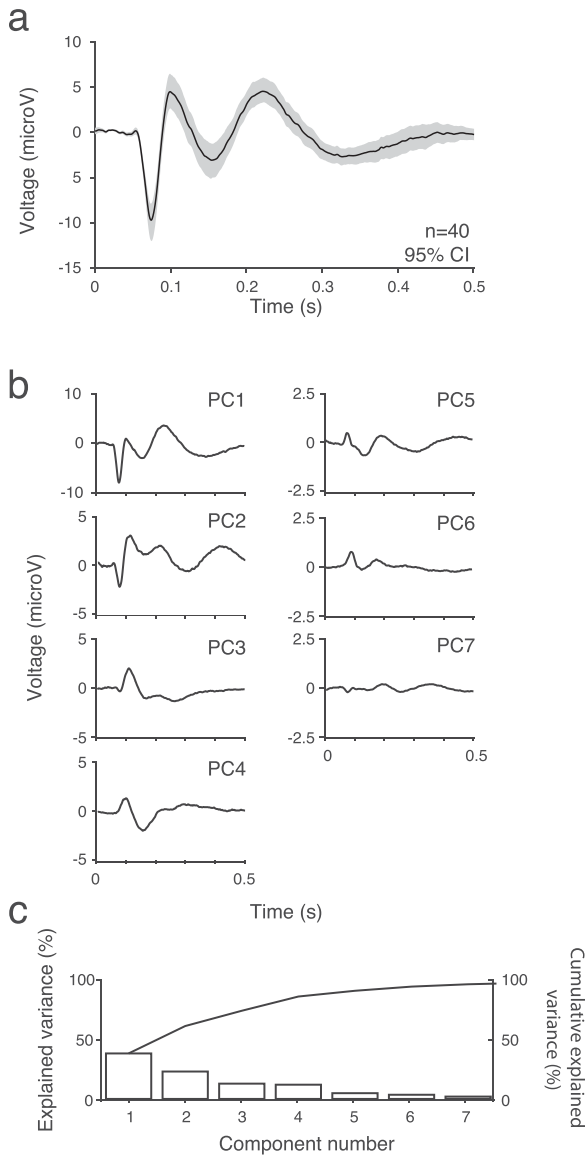 a
10
5
0
-5
-10
-15
Voltage (microV)
n=40
95% CI
0 0.1 0.2 0.3 0.4 0.5
Time (s)
b
Voltage (microV)
10
0
-10
PC1
5
0
-5
PC2
5
0
-5
PC3
5
0
-5
PC4
0 0.5
2.5
0
-2.5
PC5
2.5
0
-2.5
PC6
2.5
0
-2.5
PC7
0 0.5
Time (s)
c
Explained variance (%)
100
50
0
100
50
0
Cumulative explained
variance (%)
1 2 3 4 5 6 7
Component number